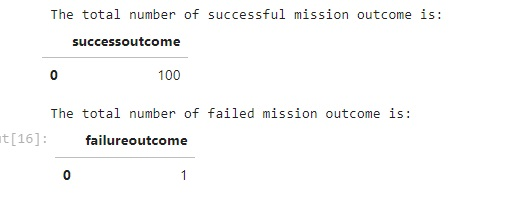 The total number of successful mission outcome is:
successoutcome
0 100
The total number of failed mission outcome is:
t[16]: failureoutcome
0 1